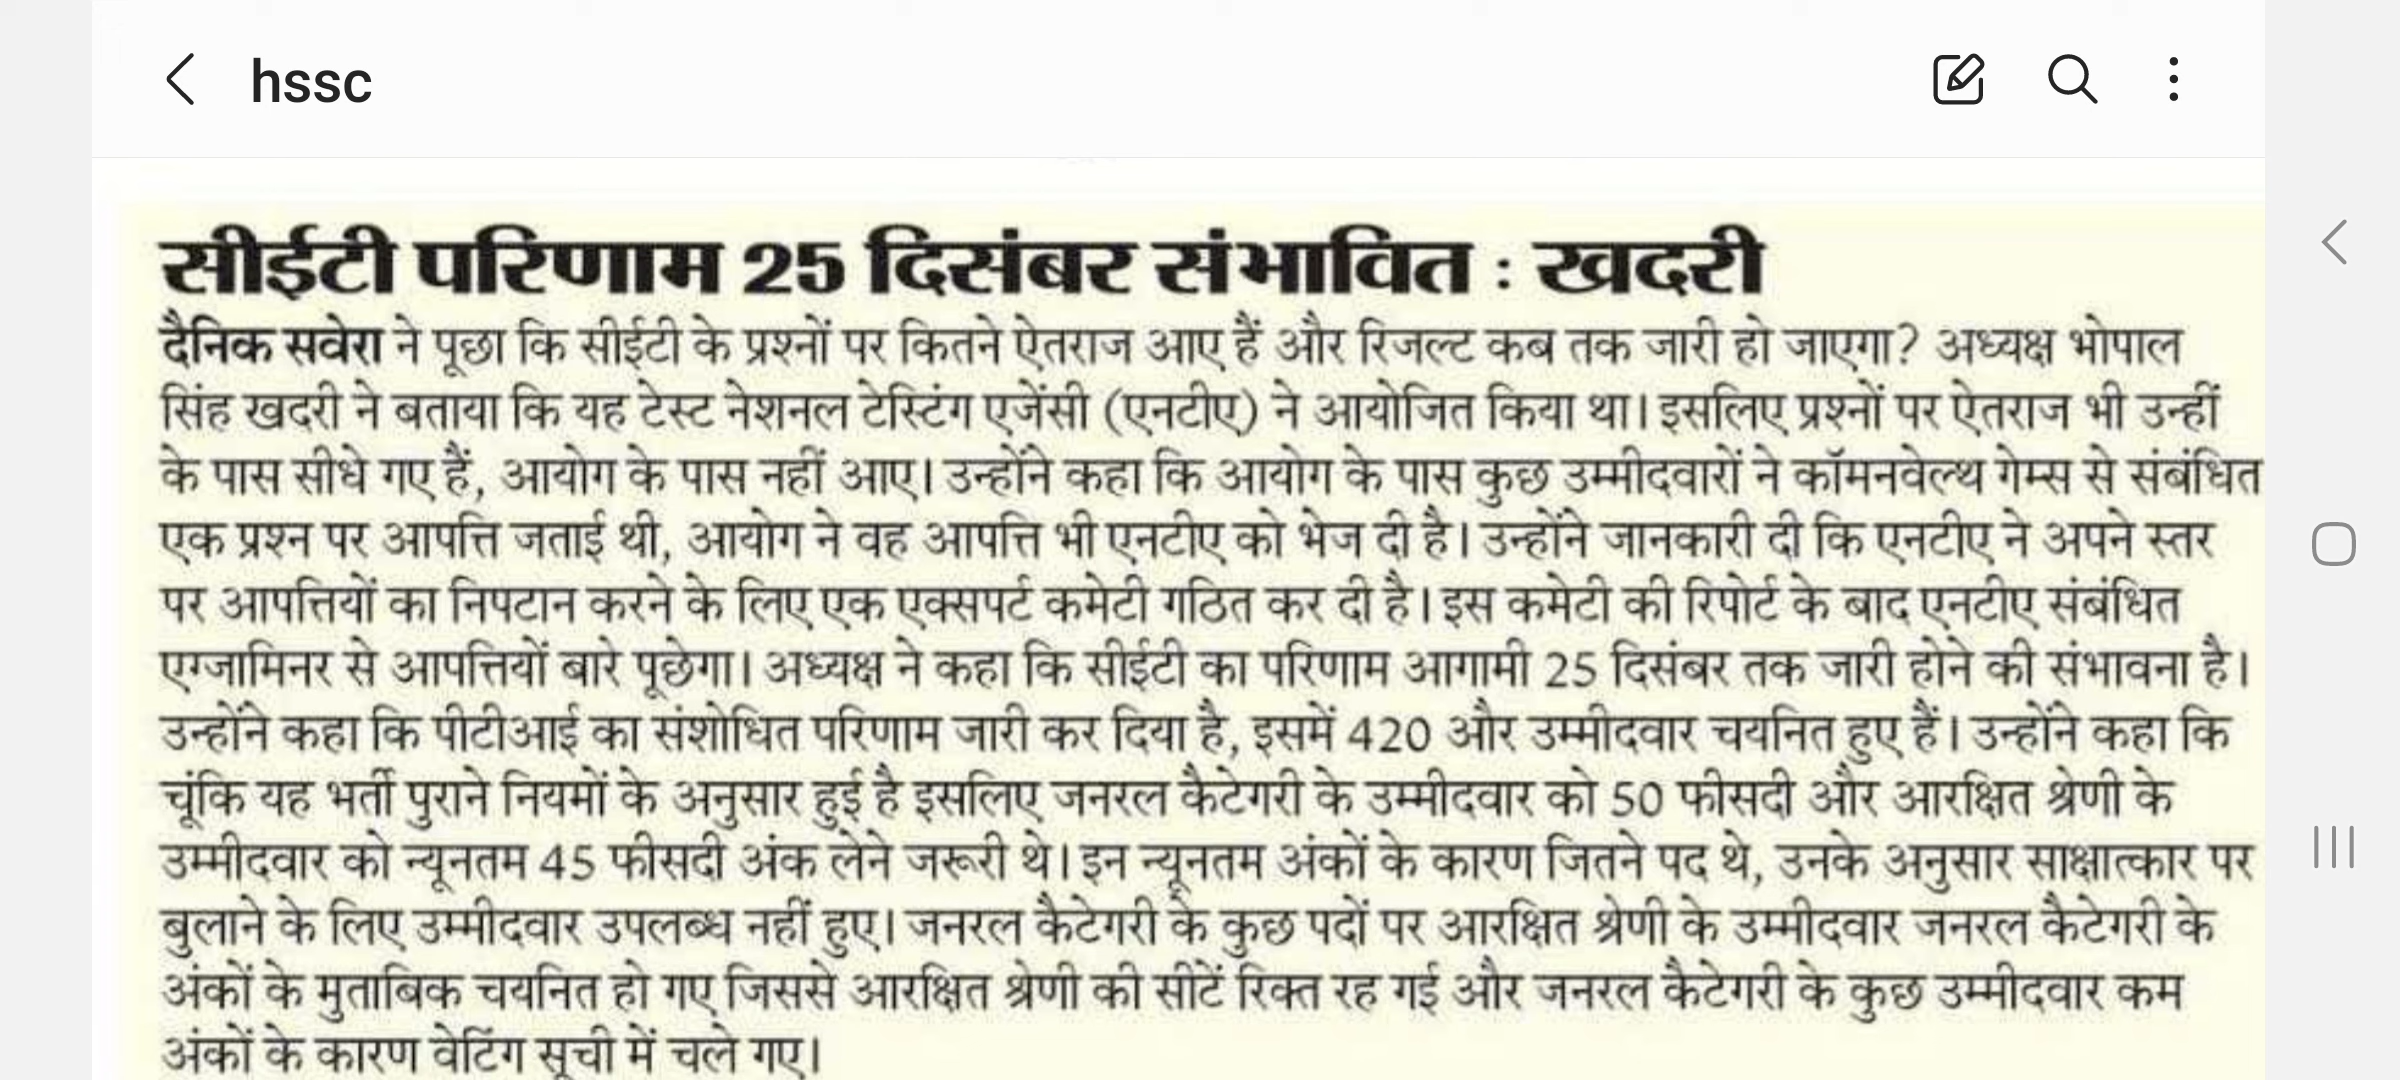 hssc
सीईटी परिणाम 25 दिसंबर संभावित : खदरी
दैनिक सवेरा ने पूछा कि सीईटी के प्रश्नों पर कितने ऐतराज आए हैं और रिजल्ट कब तक जारी हो जाएगा? अध्यक्ष भोपाल
सिंह खदरी ने बताया कि यह टेस्ट नेशनल टेस्टिंग एजेंसी (एनटीए) ने आयोजित किया था। इसलिए प्रश्नों पर ऐतराज भी उन्हीं
के पास सीधे गए हैं, आयोग के पास नहीं आए। उन्होंने कहा कि आयोग के पास कुछ उम्मीदवारों ने कॉमनवेल्थ गेम्स से संबंधित
एक प्रश्न पर आपत्ति जताई थी, आयोग ने वह आपत्ति भी एनटीए को भेज दी है। उन्होंने जानकारी दी कि एनटीए ने अपने स्तर
पर आपत्तियों का निपटान करने के लिए एक एक्सपर्ट कमेटी गठित कर दी है। इस कमेटी की रिपोर्ट के बाद एनटीए संबंधित
एग्जामिनर से आपत्तियों बारे पूछेगा। अध्यक्ष ने कहा कि सीईटी का परिणाम आगामी 25 दिसंबर तक जारी होने की संभावना है।
उन्होंने कहा कि पीटीआई का संशोधित परिणाम जारी कर दिया है, इसमें 420 और उम्मीदवार चयनित हुए हैं। उन्होंने कहा कि
चूंकि यह भर्ती पुराने नियमों के अनुसार हुई है इसलिए जनरल कैटेगरी के उम्मीदवार को 50 फीसदी और आरक्षित श्रेणी के
उम्मीदवार को न्यूनतम 45 फीसदी अंक लेने जरूरी थे। इन न्यूनतम अंकों के कारण जितने पद थे, उनके अनुसार साक्षात्कार पर
बुलाने के लिए उम्मीदवार उपलब्ध नहीं हुए। जनरल कैटेगरी के कुछ पदों पर आरक्षित श्रेणी के उम्मीदवार जनरल कैटेगरी के
अंकों के मुताबिक चयनित हो गए जिससे आरक्षित श्रेणी की सीटें रिक्त रह गई और जनरल कैटेगरी के कुछ उम्मीदवार कम
अंकों के कारण वेटिंग सूची में चले गए।